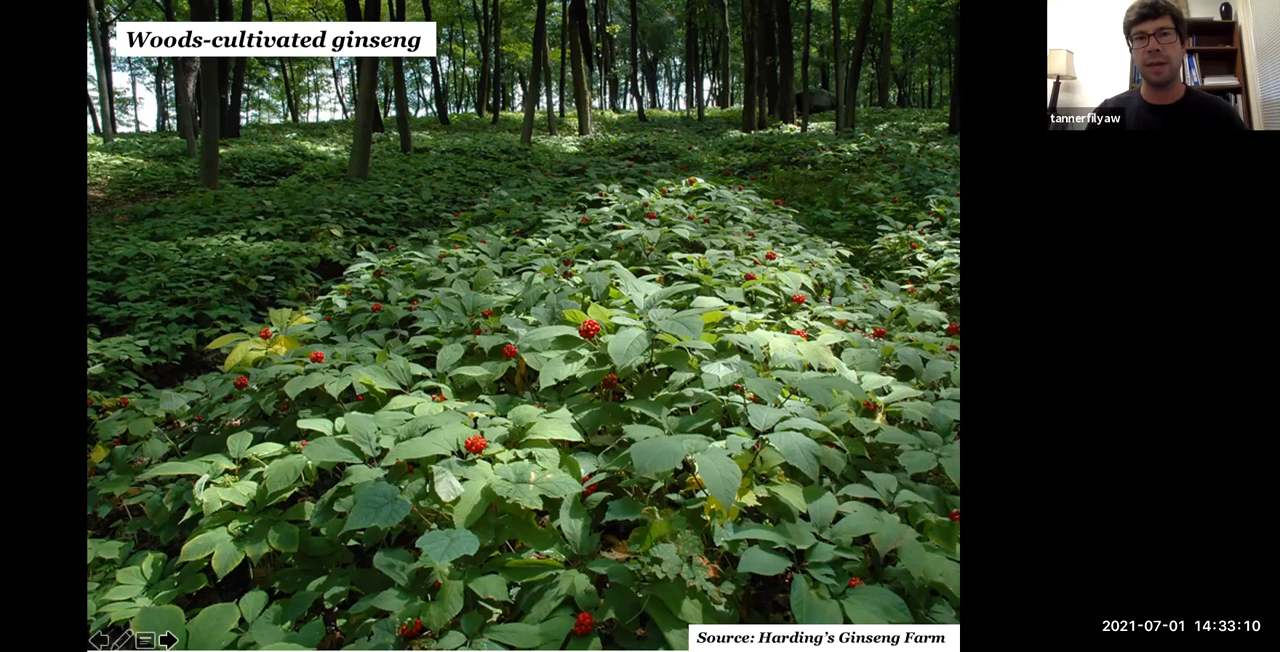 Woods-cultivated ginseng
tannerfilyaw
Source: Harding's Ginseng Farm
2021-07-01 14:33:10